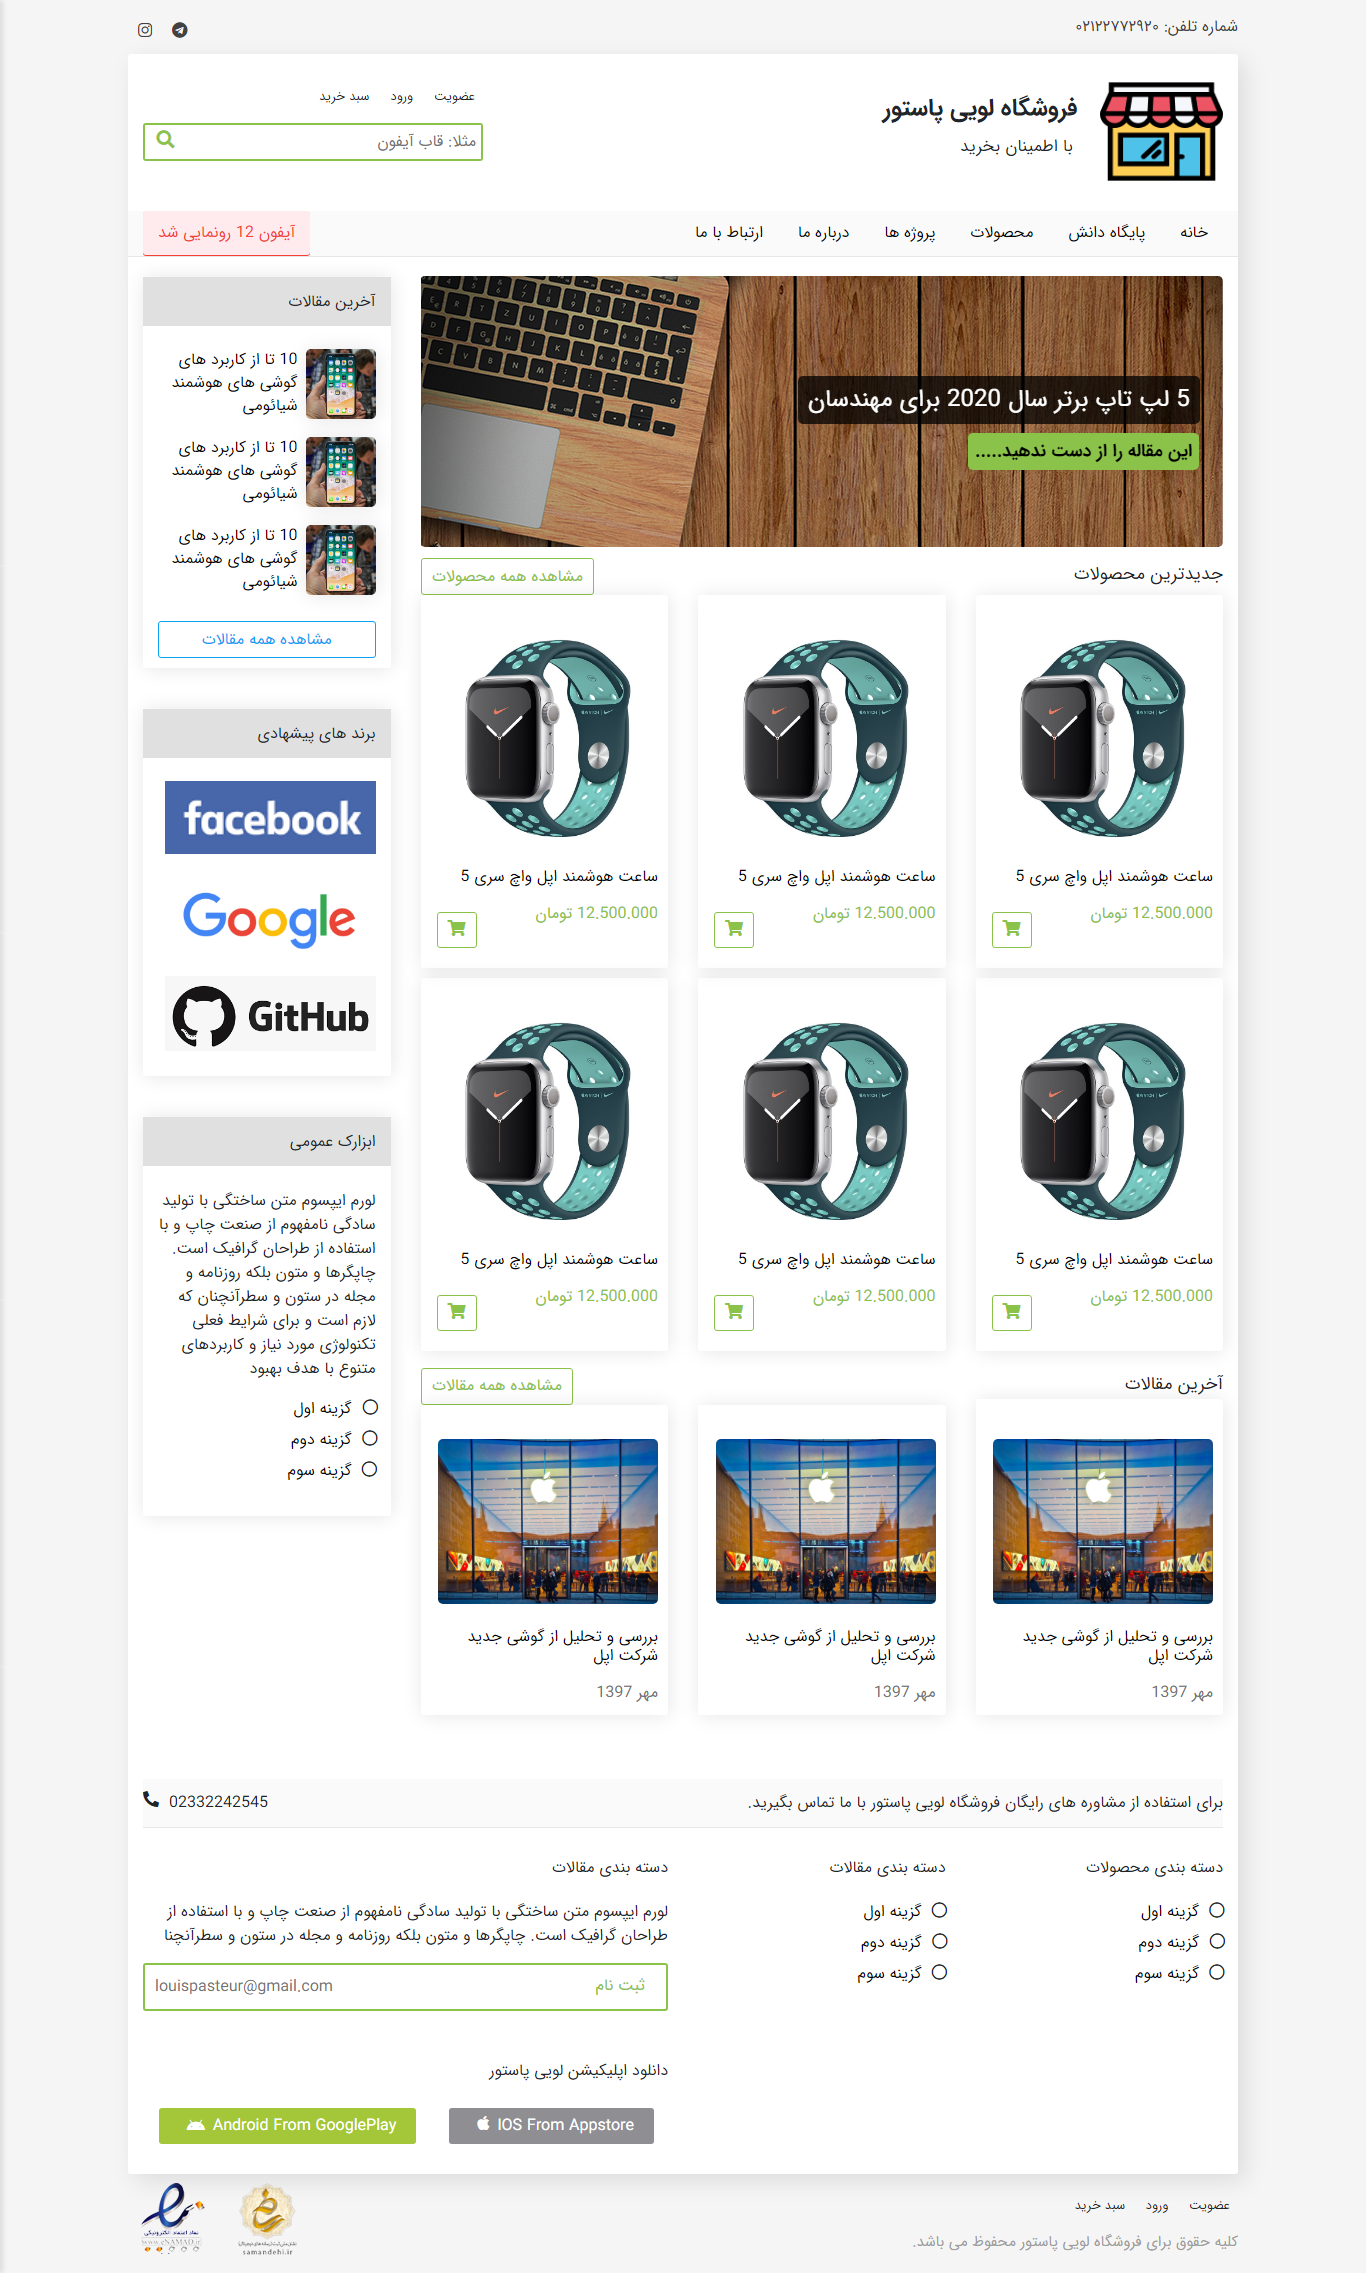 شماره تلفن: ۰۲۱۲۲۷۷۲۹۲۰
فروشگاه لویی پاستور
با اطمینان بخرید
عضویت
ورود
سبد خرید
مثلا: قاب آیفون
خانه
پایگاه دانش
محصولات
پروژه ها
درباره ما
ارتباط با ما
آیفون 12 رونمایی شد
5 لپ تاپ برتر سال 2020 برای مهندسان
این مقاله را از دست ندهید.....
جدیدترین محصولات
مشاهده همه محصولات
ساعت هوشمند اپل واچ سری 5
12.500.000 تومان
ساعت هوشمند اپل واچ سری 5
12.500.000 تومان
ساعت هوشمند اپل واچ سری 5
12.500.000 تومان
ساعت هوشمند اپل واچ سری 5
12.500.000 تومان
ساعت هوشمند اپل واچ سری 5
12.500.000 تومان
ساعت هوشمند اپل واچ سری 5
12.500.000 تومان
آخرین مقالات
مشاهده همه مقالات
بررسی و تحلیل از گوشی جدید
شرکت اپل
مهر 1397
بررسی و تحلیل از گوشی جدید
شرکت اپل
مهر 1397
بررسی و تحلیل از گوشی جدید
شرکت اپل
مهر 1397
آخرین مقالات
10 تا از کاربرد های
گوشی های هوشمند
شیائومی
10 تا از کاربرد های
گوشی های هوشمند
شیائومی
10 تا از کاربرد های
گوشی های هوشمند
شیائومی
مشاهده همه مقالات
برند های پیشهادی
facebook
Google
GitHub
ابزارک عمومی
لورم ایپسوم متن ساختگی با تولید
سادگی نامفهوم از صنعت چاپ و با
استفاده از طراحان گرافیک است.
چاپگرها و متون بلکه روزنامه و
مجله در ستون و سطرآنچنان که
لازم است و برای شرایط فعلی
تکنولوژی مورد نیاز و کاربردهای
متنوع با هدف بهبود
گزینه اول
گزینه دوم
گزینه سوم
برای استفاده از مشاوره های رایگان فروشگاه لویی پاستور با ما تماس بگیرید.
02332242545
دسته بندی محصولات
گزینه اول
گزینه دوم
گزینه سوم
دسته بندی مقالات
گزینه اول
گزینه دوم
گزینه سوم
دسته بندی مقالات
لورم ایپسوم متن ساختگی با تولید سادگی نامفهوم از صنعت چاپ و با استفاده از
طراحان گرافیک است. چاپگرها و متون بلکه روزنامه و مجله در ستون و سطرآنچنا
ثبت نام
louispasteur@gmail.com
دانلود اپلیکیشن لویی پاستور
IOS From Appstore
Android From GooglePlay
عضویت
ورود
سبد خرید
کلیه حقوق برای فروشگاه لویی پاستور محفوظ می باشد.
samandehi.ir
نماد اعتماد الکترونیکی
www.eNAMAD.ir